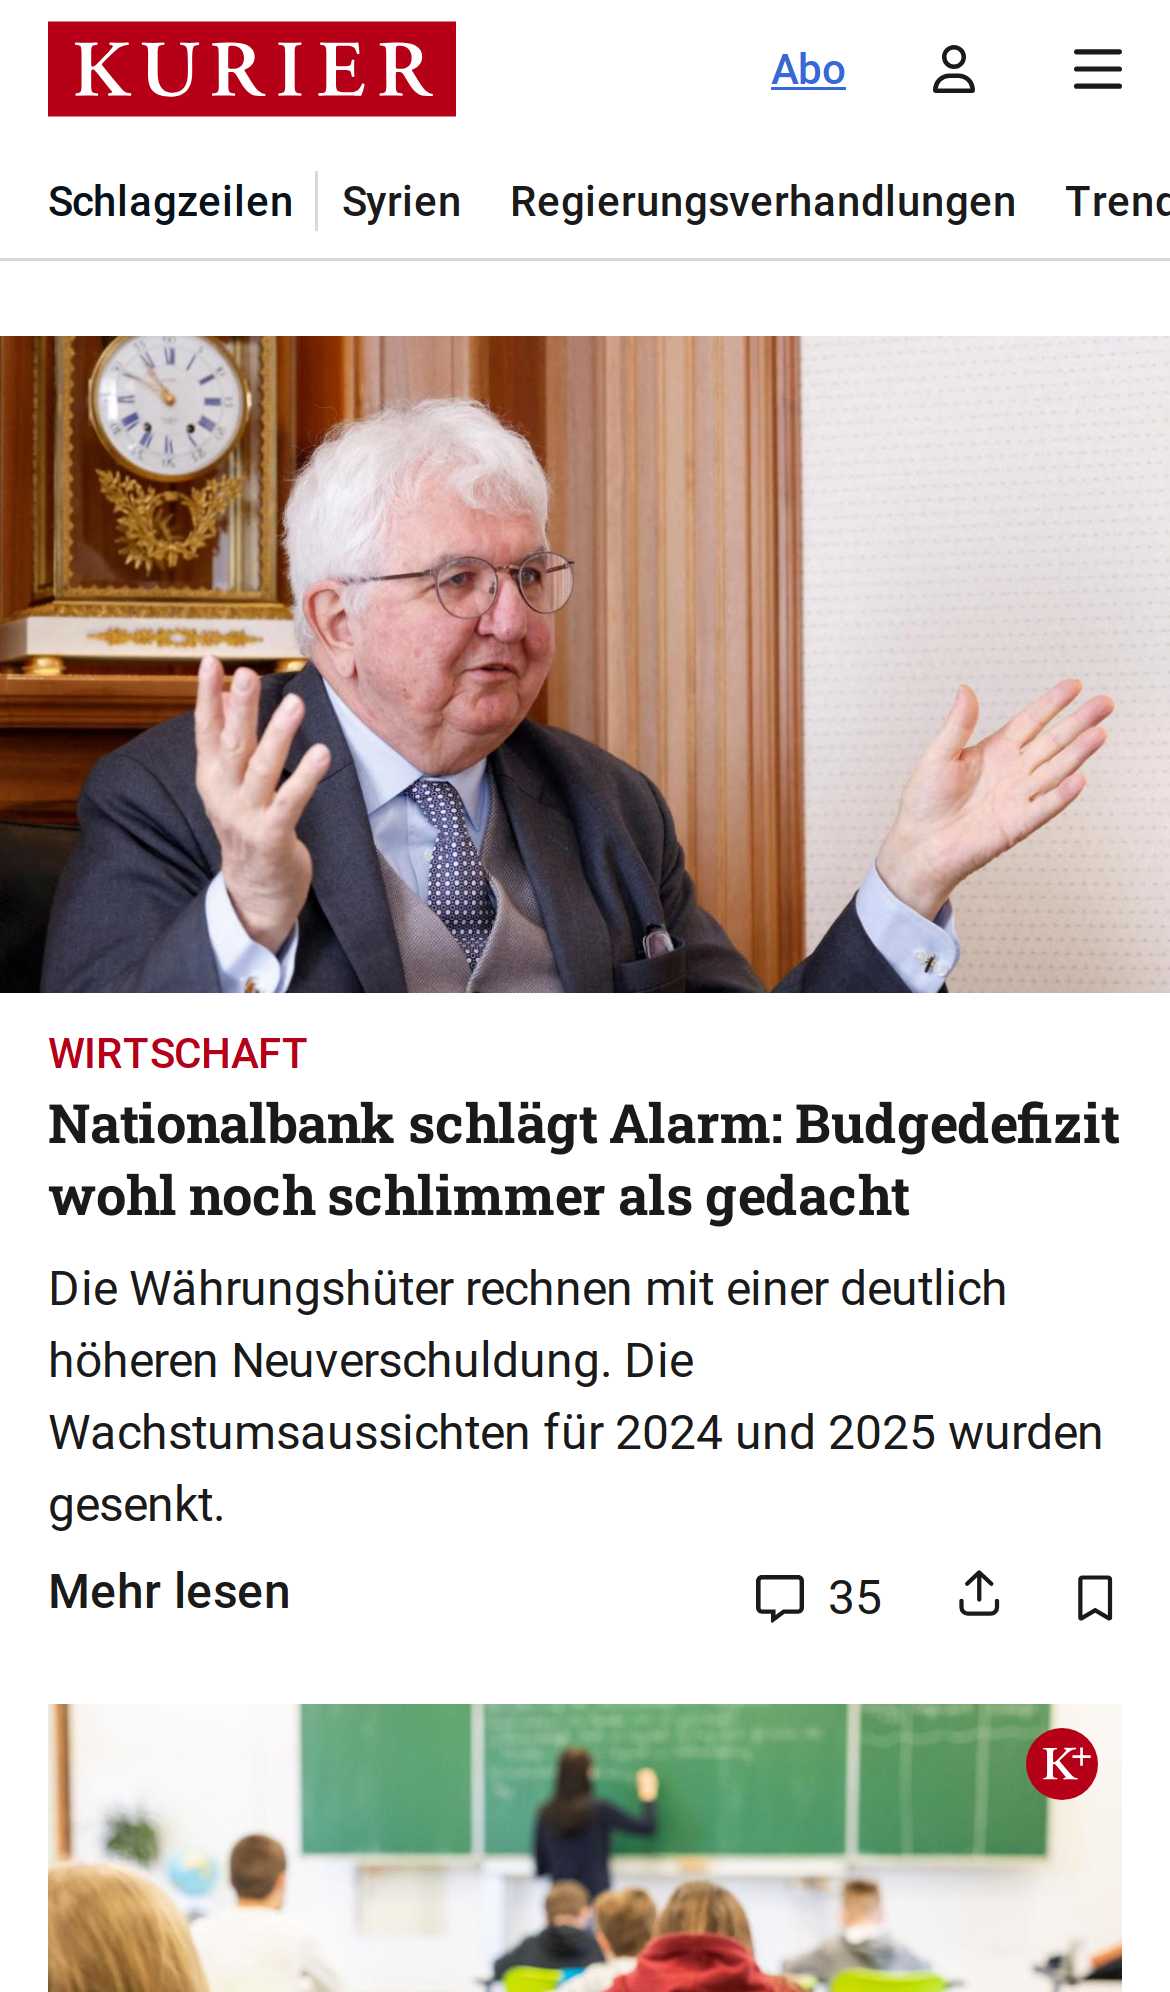 KURIER
Abo
Schlagzeilen
Syrien
Regierungsverhandlungen
Trend
WIRTSCHAFT
Nationalbank schlägt Alarm: Budgedefizit
wohl noch schlimmer als gedacht
Die Währungshüter rechnen mit einer deutlich
höheren Neuverschuldung. Die
Wachstumsaussichten für 2024 und 2025 wurden
gesenkt.
Mehr lesen
35
K+